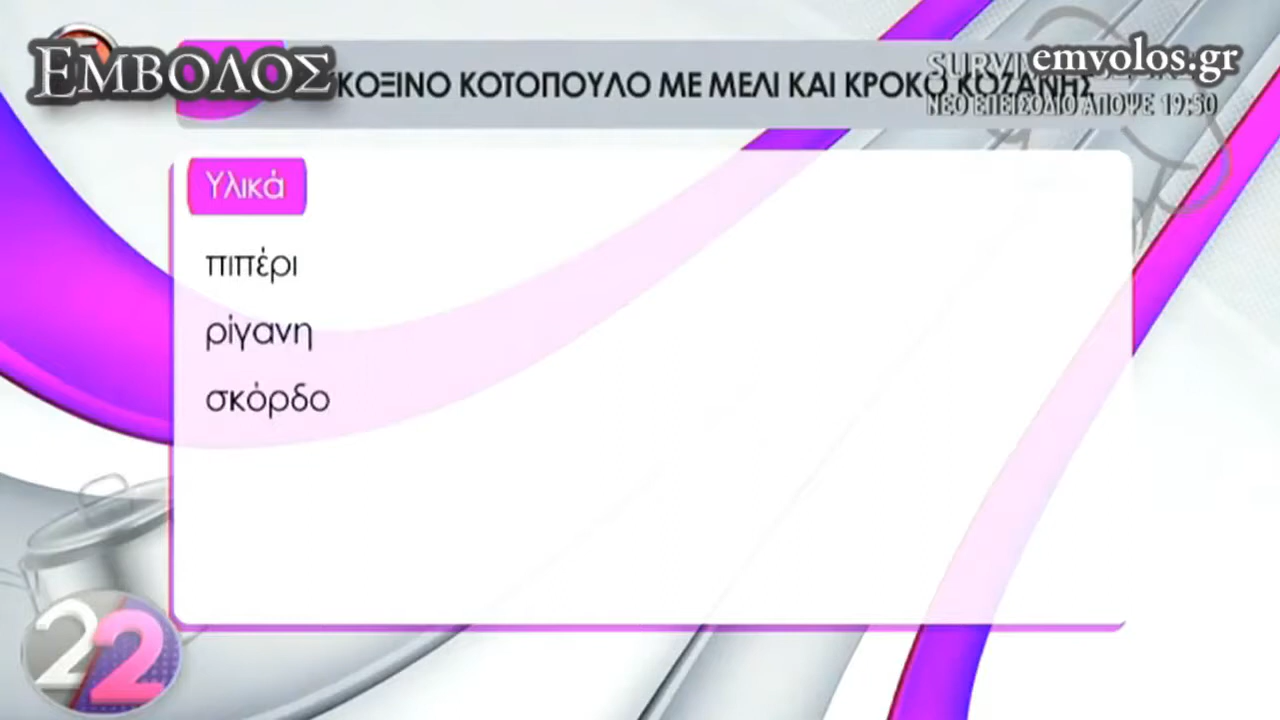 ΕΜΒΟΛΟΣ
emvolos.gr
ΚΟΞΙΝΟ ΚΟΤΟΠΟΥΛΟ ΜΕ ΜΕΛΙ ΚΑΙ ΚΡΟΚΟ ΚΟΖΑΝΗΣ
ΝΕΟ ΕΠΕΙΣΟΔΙΟ ΑΠΟΨΕ 19:50
Υλικά
πιπέρι
ρίγανη
σκόρδο
22